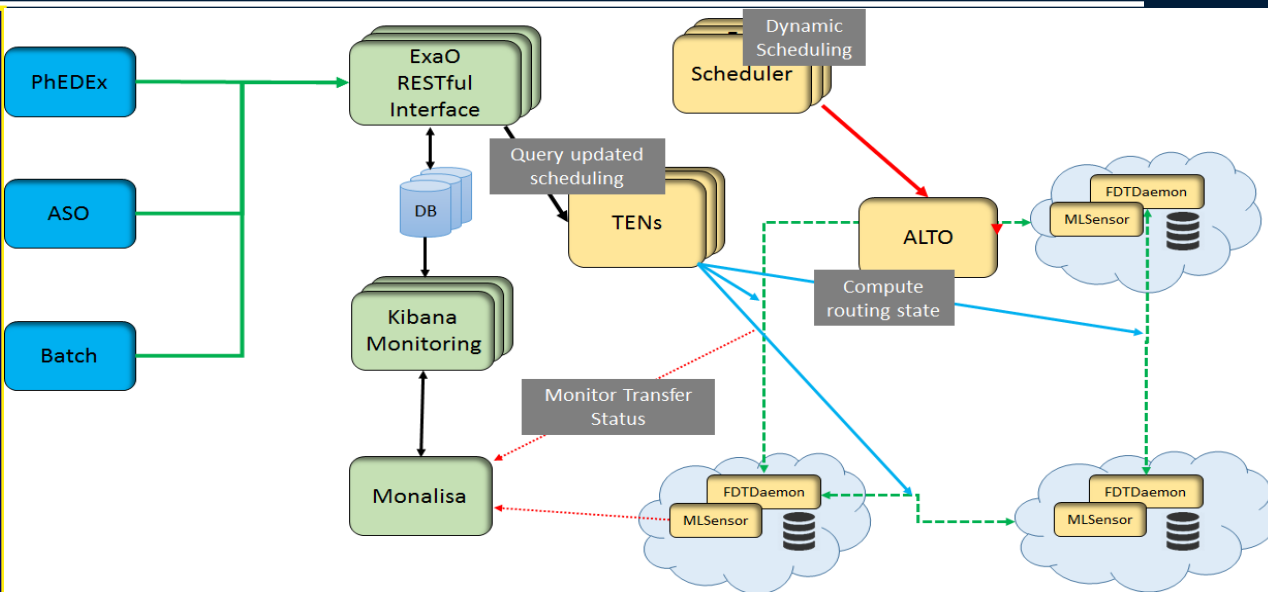 PhEDEx
ASO
Batch
ExaO
RESTful
Interface
DB
Kibana
Monitoring
Monalisa
Query updated
scheduling
TENs
Dynamic
Scheduling
Scheduler
ALTO
Compute
routing state
Monitor Transfer
Status
FDTDaemon
MLSensor
FDTDaemon
MLSensor
FDTDaemon
MLSensor